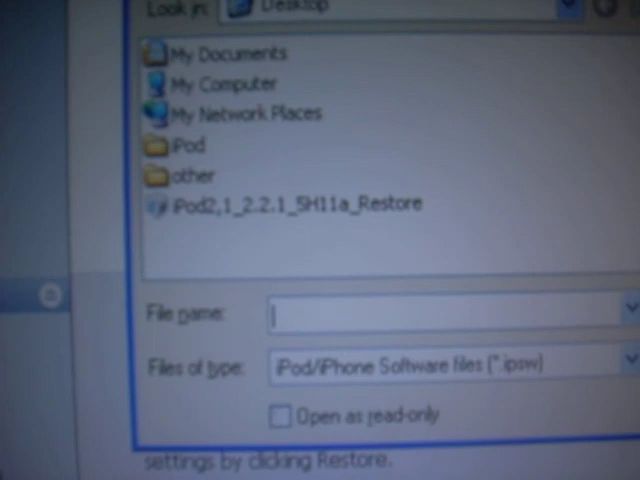 Look in: Desktop
My Documents
My Computer
My Network Places
iPod
other
iPod2,1_2.2.1_5H11a_Restore
File name:
Files of type: iPod/iPhone Software files (*.ipsw)
Open as read-only
settings by clicking Restore.